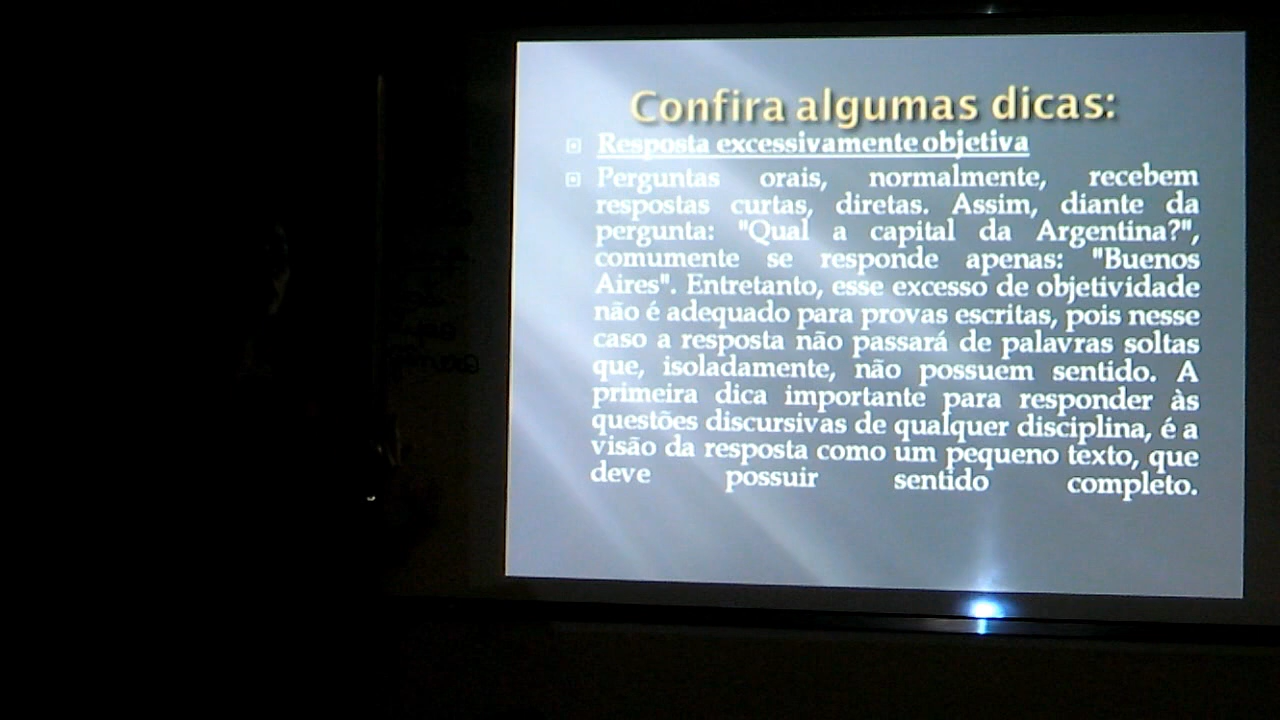 Confira algumas dicas:
Resposta excessivamente objetiva
Perguntas orais, normalmente, recebem
respostas curtas, diretas. Assim, diante da
pergunta: "Qual a capital da Argentina?",
comumente se responde apenas: "Buenos
Aires". Entretanto, esse excesso de objetividade
não é adequado para provas escritas, pois nesse
caso a resposta não passará de palavras soltas
que, isoladamente, não possuem sentido. A
primeira dica importante para responder às
questões discursivas de qualquer disciplina, é a
visão da resposta como um pequeno texto, que
deve possuir sentido completo.